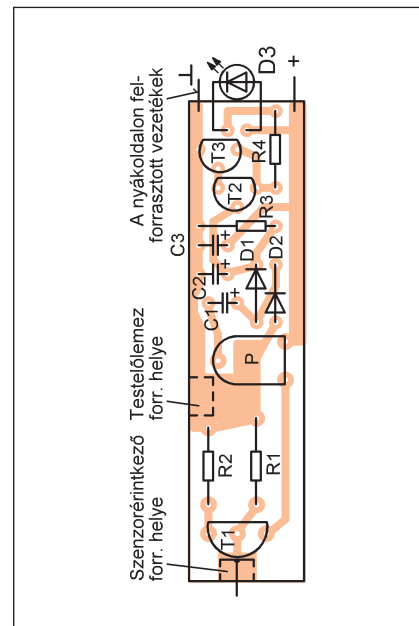 A nyákoldalon fel-
forrasztott vezetékek
⊥
D3
+
T3
R4
T2
C3
R3
C2
D1
D2
C1
Testelőlemez
forr. helye
P
R2
R1
Szenzorérintkező
forr. helye
T1